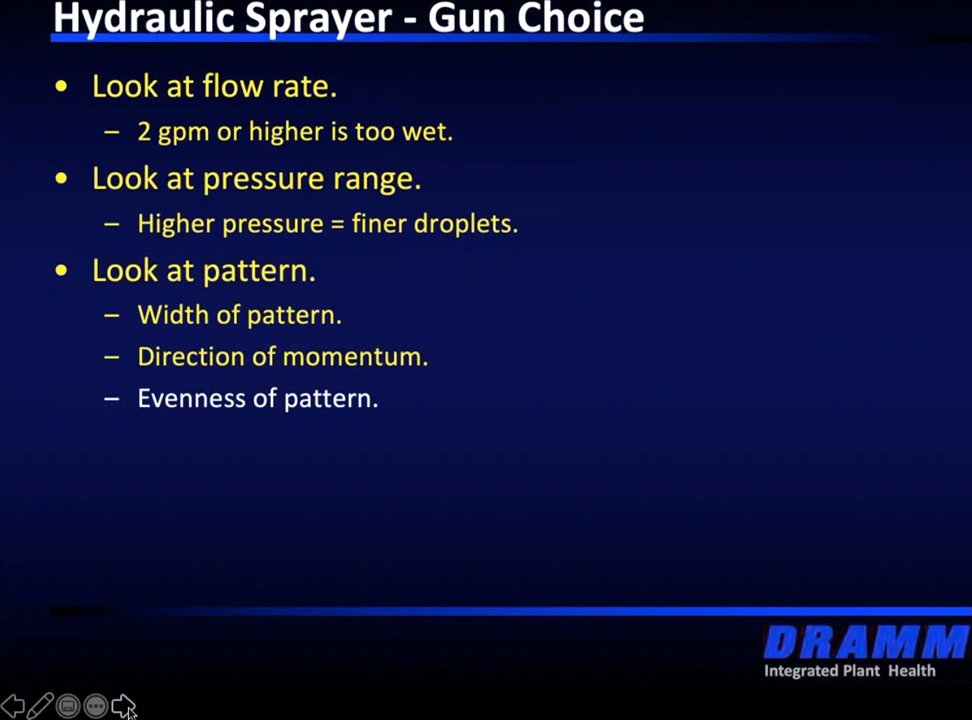 Hydraulic Sprayer - Gun Choice
• Look at flow rate.
– 2 gpm or higher is too wet.
• Look at pressure range.
– Higher pressure = finer droplets.
• Look at pattern.
– Width of pattern.
– Direction of momentum.
– Evenness of pattern.
DRAMM
Integrated Plant Health